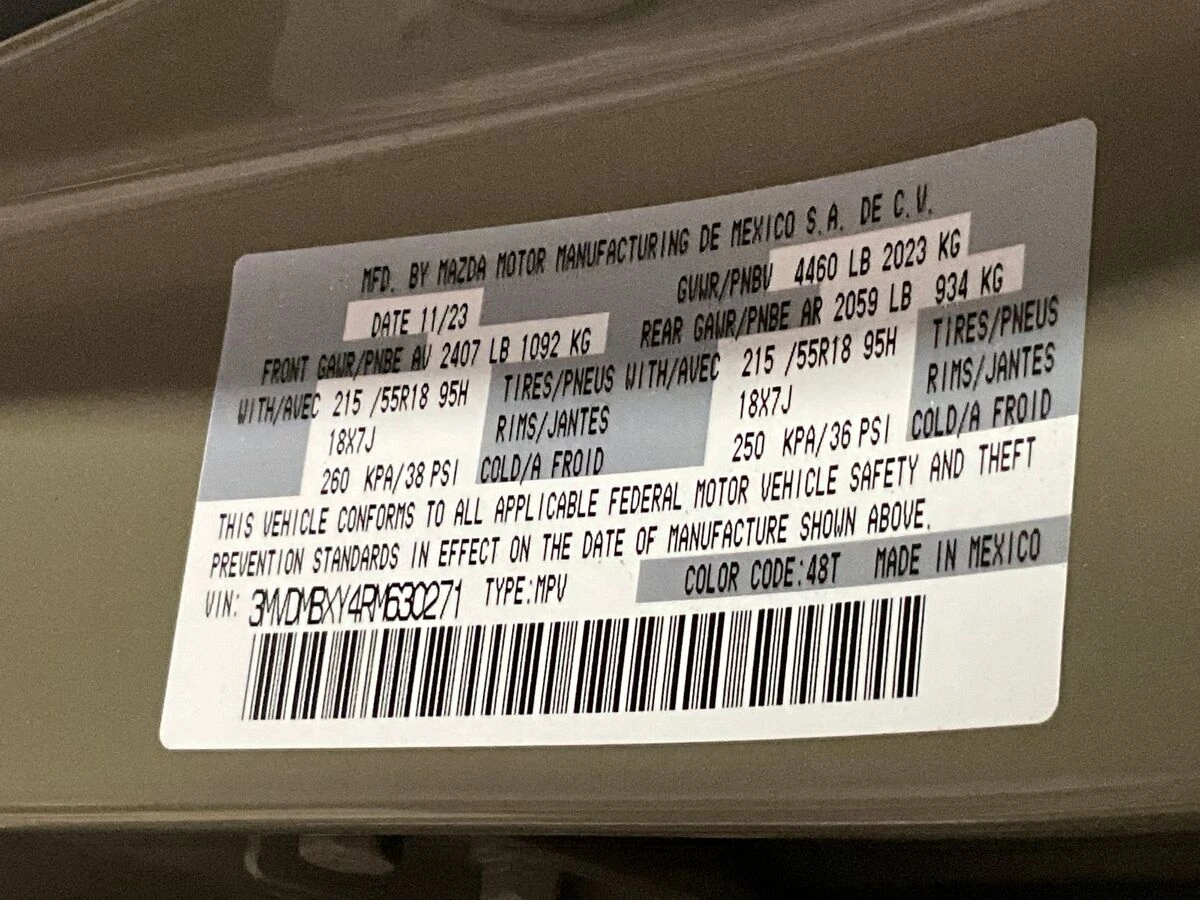 MFD. BY MAZDA MOTOR MANUFACTURING DE MEXICO S.A. DE C.V.
DATE 11/23 GVWR/PNBV 4460 LB 2023 KG
FRONT GAWR/PNBE AV 2407 LB 1092 KG REAR GAWR/PNBE AR 2059 LB 934 KG
WITH/AVEC 215 /55R18 95H TIRES/PNEUS WITH/AVEC 215 /55R18 95H TIRES/PNEUS
18X7J RIMS/JANTES 18X7J RIMS/JANTES
260 KPA/38 PSI COLD/A FROID 250 KPA/36 PSI COLD/A FROID
THIS VEHICLE CONFORMS TO ALL APPLICABLE FEDERAL MOTOR VEHICLE SAFETY AND THEFT
PREVENTION STANDARDS IN EFFECT ON THE DATE OF MANUFACTURE SHOWN ABOVE.
VIN: 3MVDMBXY4RM630271 TYPE:MPV COLOR CODE:48T MADE IN MEXICO